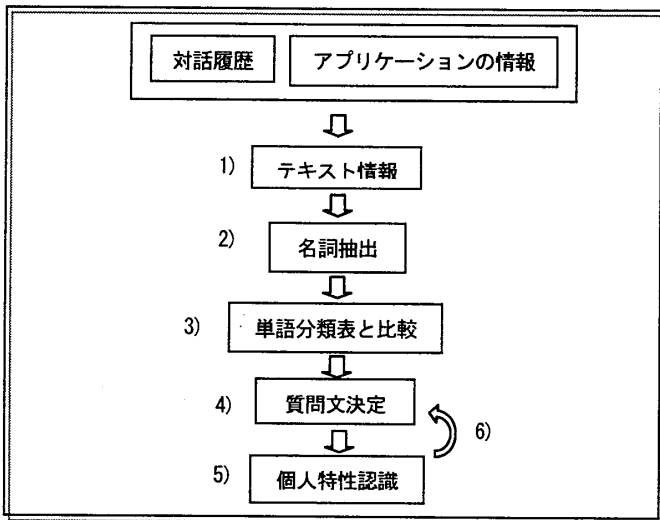 対話履歴 アプリケーションの情報
1) テキスト情報
2) 名詞抽出
3) 単語分類表と比較
4) 質問文決定
6)
5) 個人特性認識